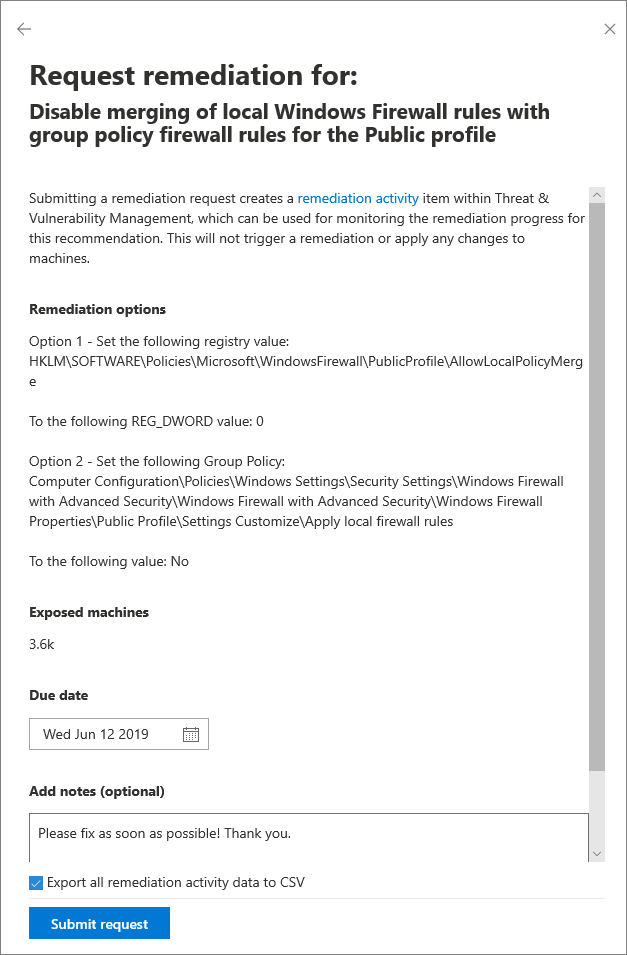 Request remediation for:
Disable merging of local Windows Firewall rules with
group policy firewall rules for the Public profile
Submitting a remediation request creates a remediation activity item within Threat &
Vulnerability Management, which can be used for monitoring the remediation progress for
this recommendation. This will not trigger a remediation or apply any changes to
machines.
Remediation options
Option 1 - Set the following registry value:
HKLM\SOFTWARE\Policies\Microsoft\WindowsFirewall\PublicProfile\AllowLocalPolicyMerg
e
To the following REG_DWORD value: 0
Option 2 - Set the following Group Policy:
Computer Configuration\Policies\Windows Settings\Security Settings\Windows Firewall
with Advanced Security\Windows Firewall with Advanced Security\Windows Firewall
Properties\Public Profile\Settings Customize\Apply local firewall rules
To the following value: No
Exposed machines
3.6k
Due date
Wed Jun 12 2019
Add notes (optional)
Please fix as soon as possible! Thank you.
Export all remediation activity data to CSV
Submit request